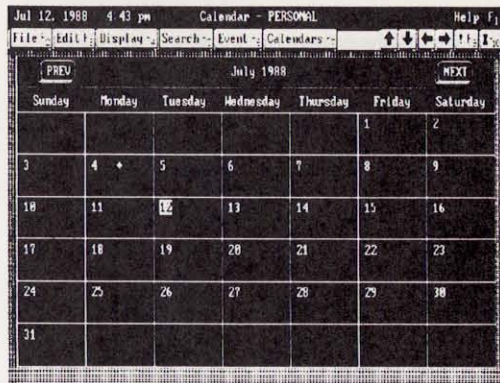 Jul 12, 1988 4:43 pm Calendar - PERSONAL Help F
File Edit Display Search Event Calendars
PREV July 1988 NEXT
Sunday Monday Tuesday Wednesday Thursday Friday Saturday
1 2
3 4 ♦ 5 6 7 8 9
10 11 12 13 14 15 16
17 18 19 20 21 22 23
24 25 26 27 28 29 30
31